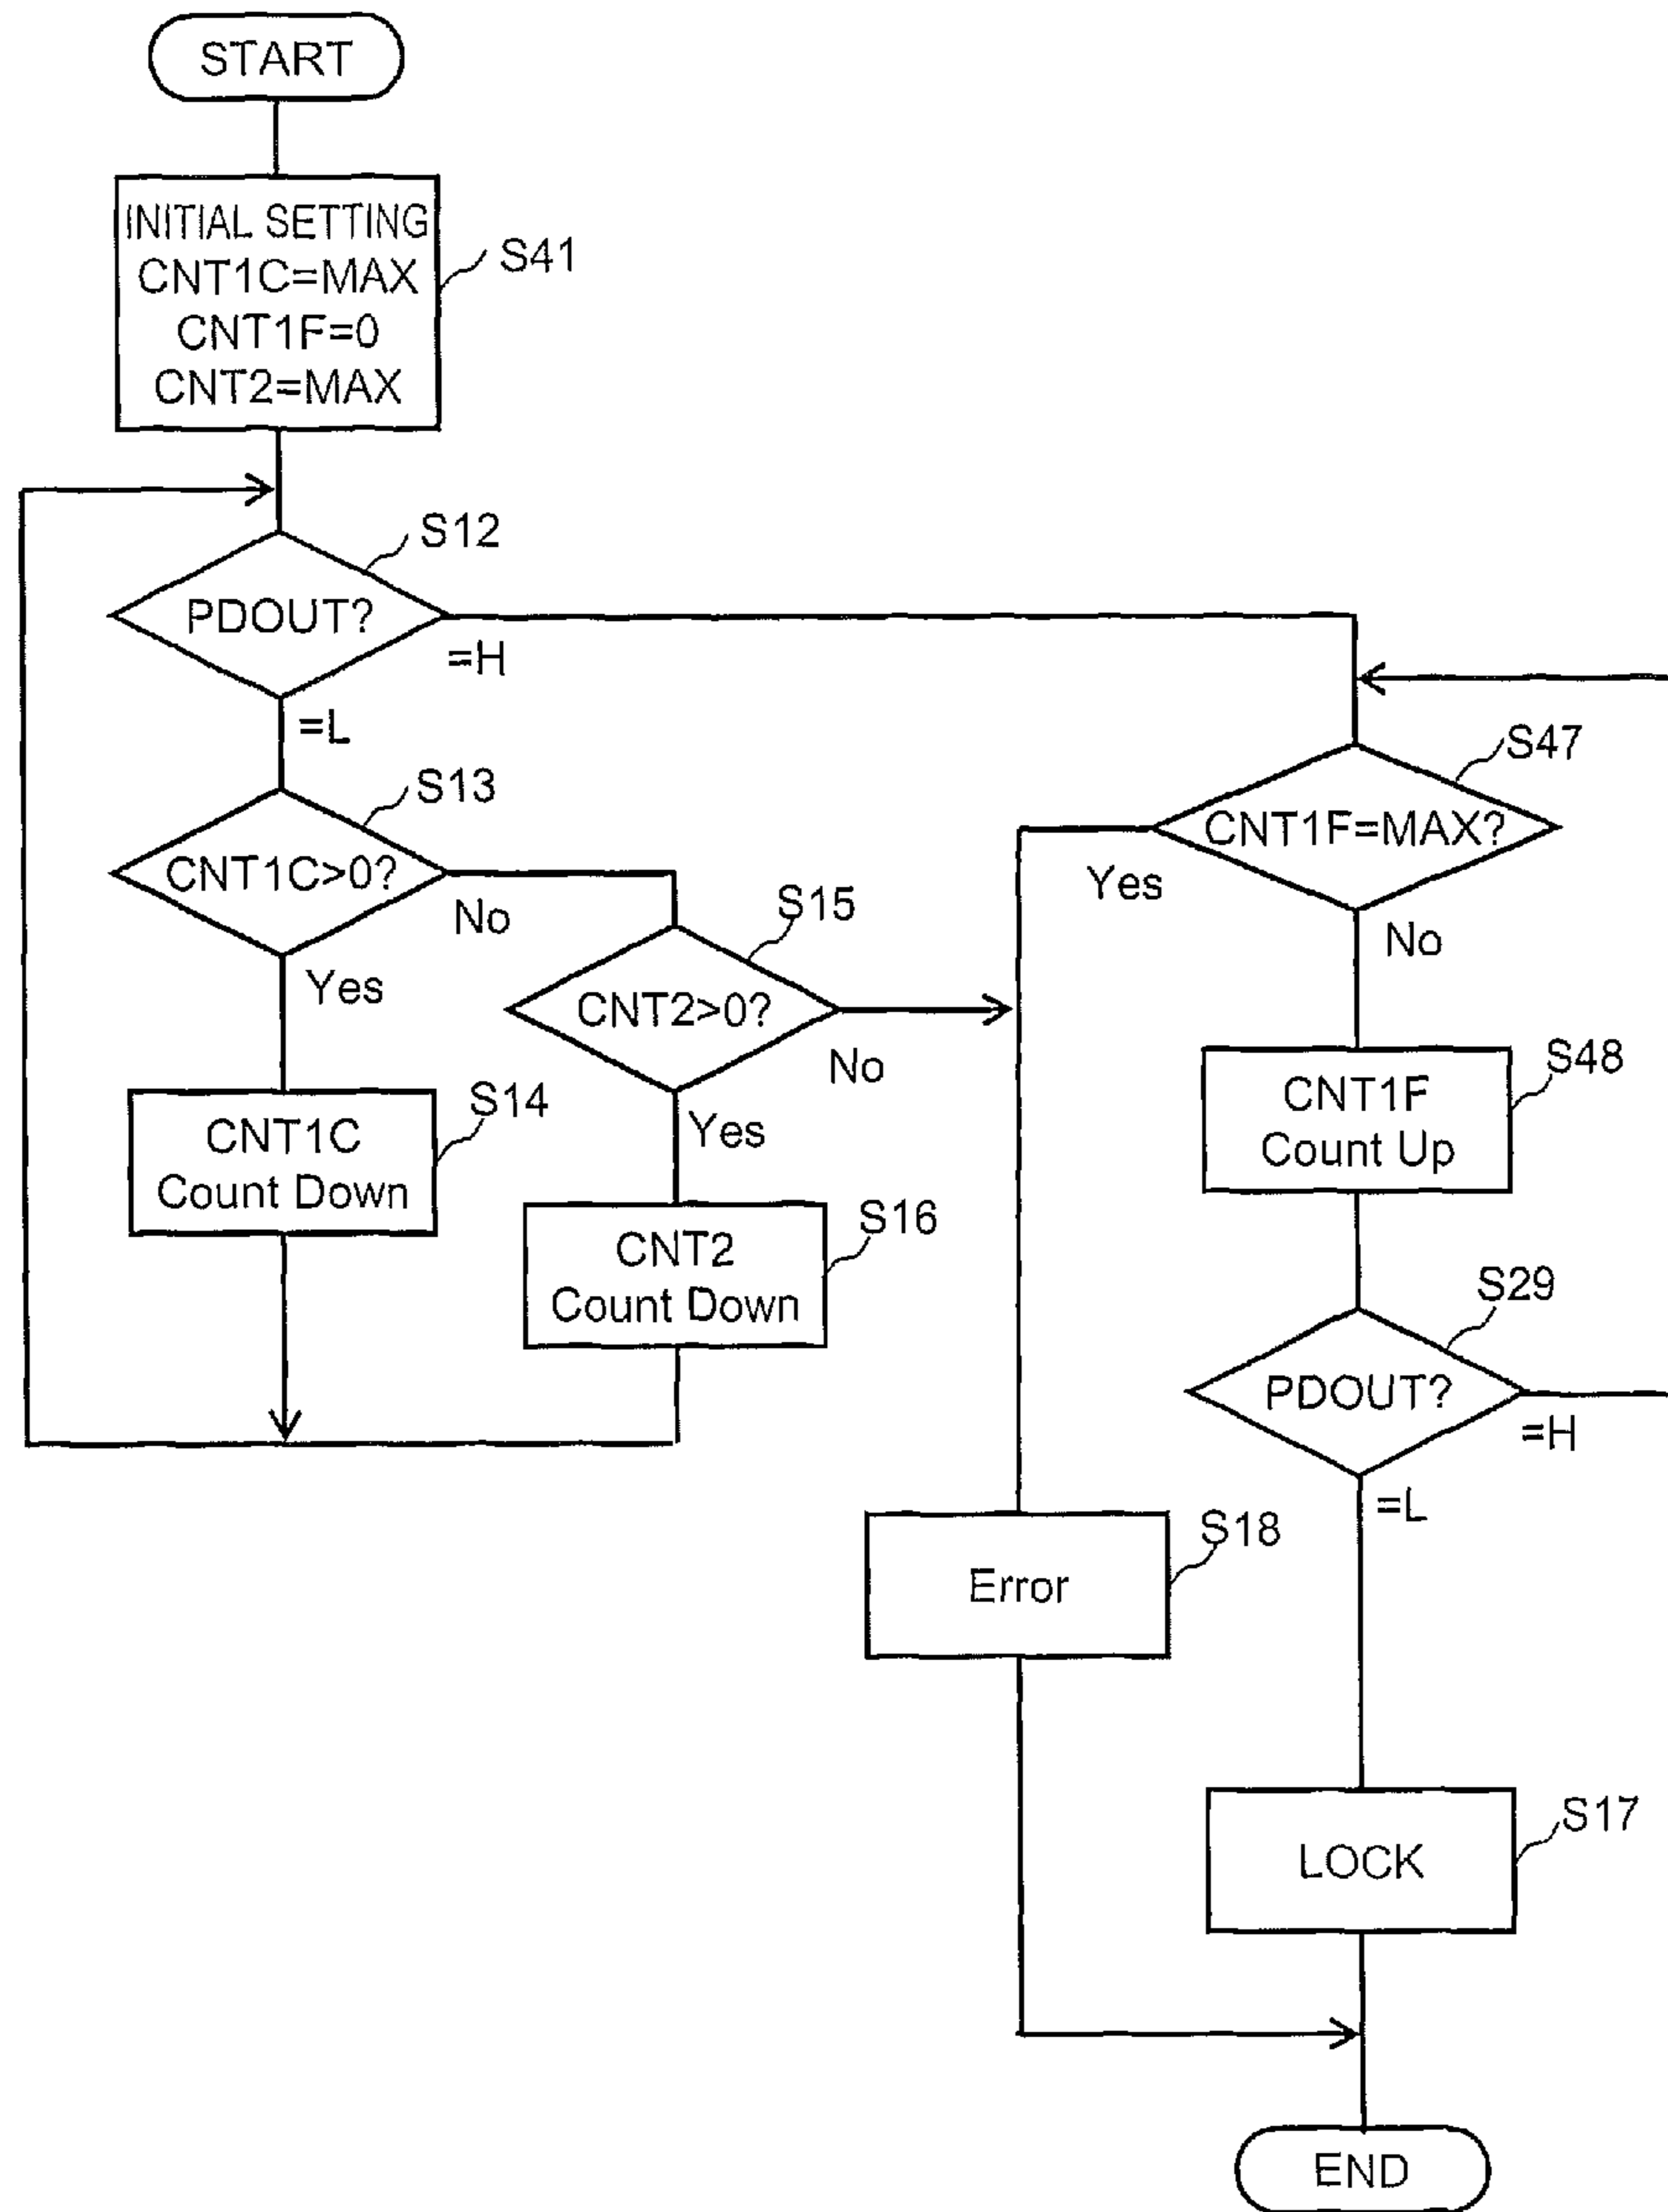 START
INITIAL SETTING
CNT1C=MAX
CNT1F=0
CNT2=MAX
S41
S12
PDOUT?
=H
=L
S13
CNT1C>0?
No
Yes
S14
CNT1C
Count Down
S15
CNT2>0?
No
Yes
S16
CNT2
Count Down
S47
CNT1F=MAX?
Yes
No
S48
CNT1F
Count Up
S29
PDOUT?
=H
=L
S18
Error
S17
LOCK
END